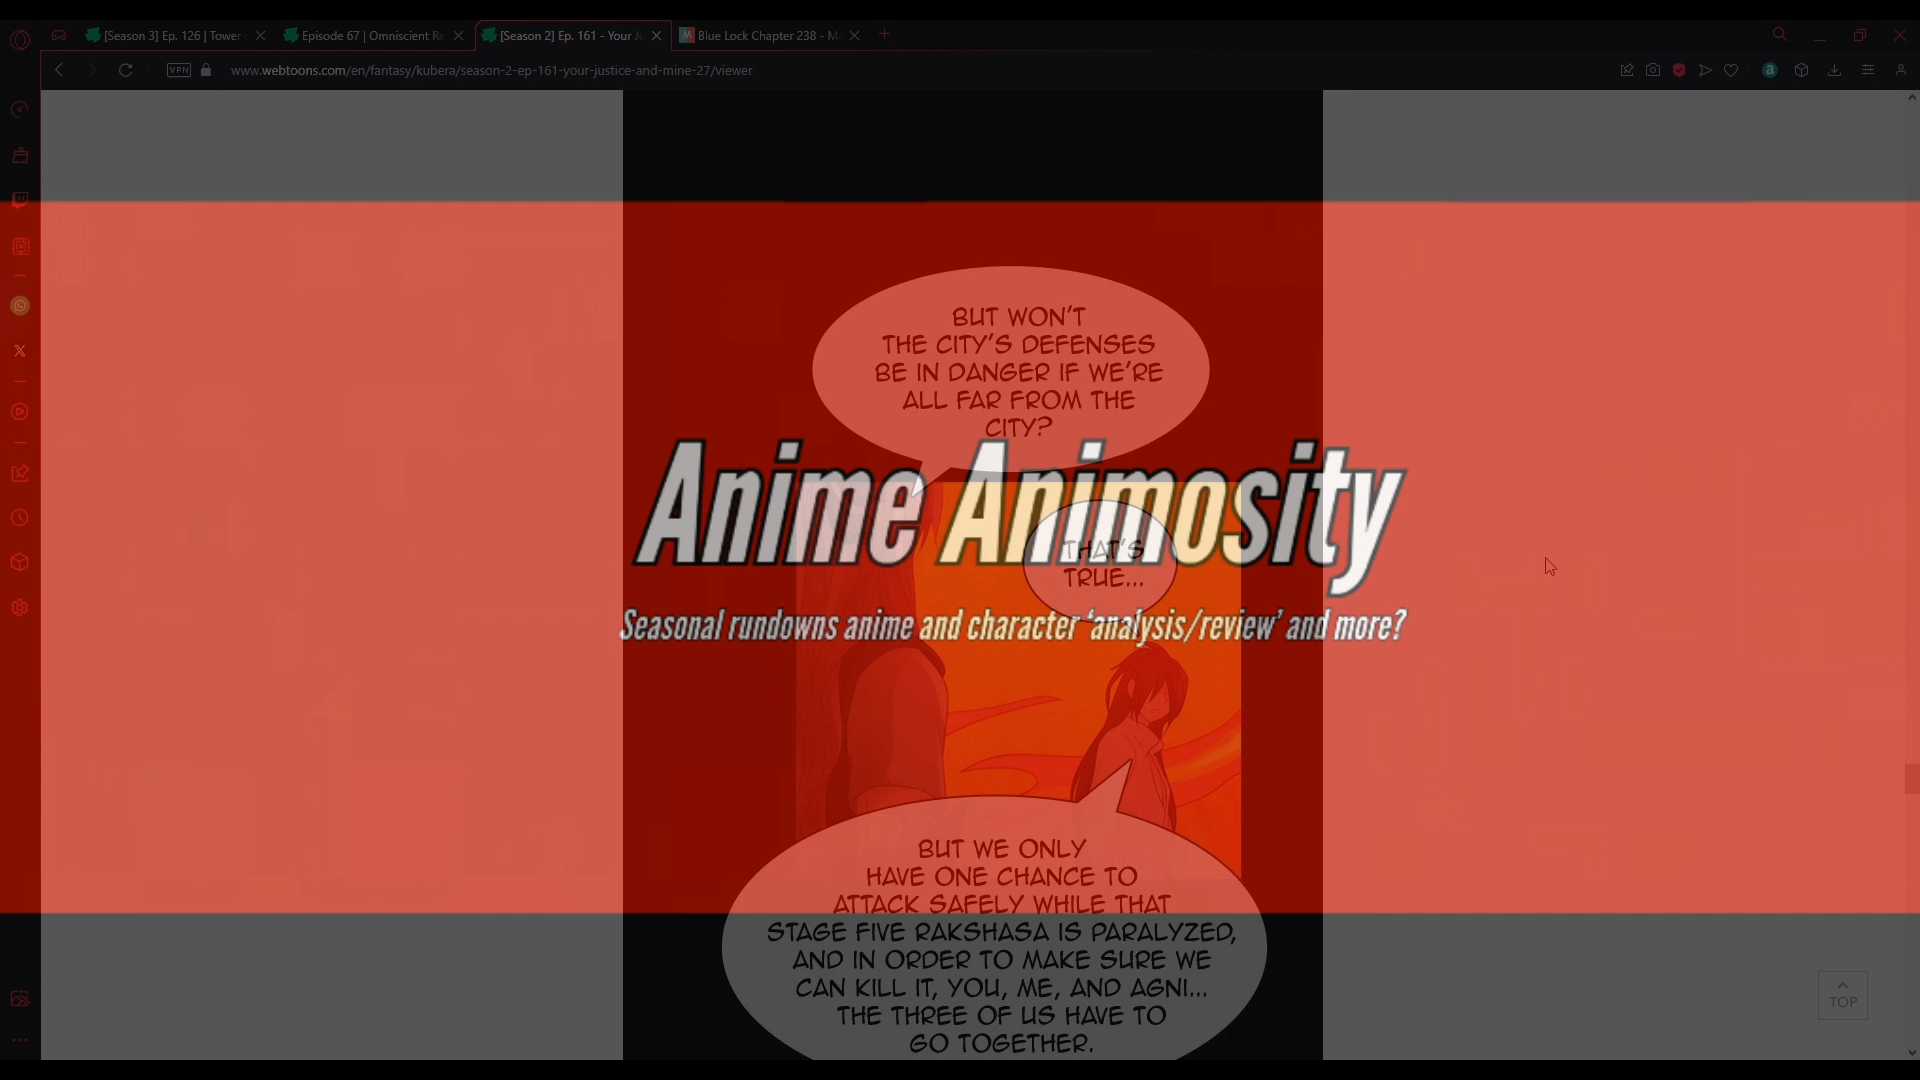 [Season 3] Ep. 126 | Tower
Episode 67 | Omniscient Re
[Season 2] Ep. 161 - Your Ju
Blue Lock Chapter 238 - M
VPN
www.webtoons.com/en/fantasy/kubera/season-2-ep-161-your-justice-and-mine-27/viewer
BUT WON'T
THE CITY'S DEFENSES
BE IN DANGER IF WE'RE
ALL FAR FROM THE
CITY?
Anime Animosity
THAT'S
TRUE...
Seasonal rundowns anime and character 'analysis/review' and more?
BUT WE ONLY
HAVE ONE CHANCE TO
ATTACK SAFELY WHILE THAT
STAGE FIVE RAKSHASA IS PARALYZED,
AND IN ORDER TO MAKE SURE WE
CAN KILL IT, YOU, ME, AND AGNI...
THE THREE OF US HAVE TO
GO TOGETHER.
TOP